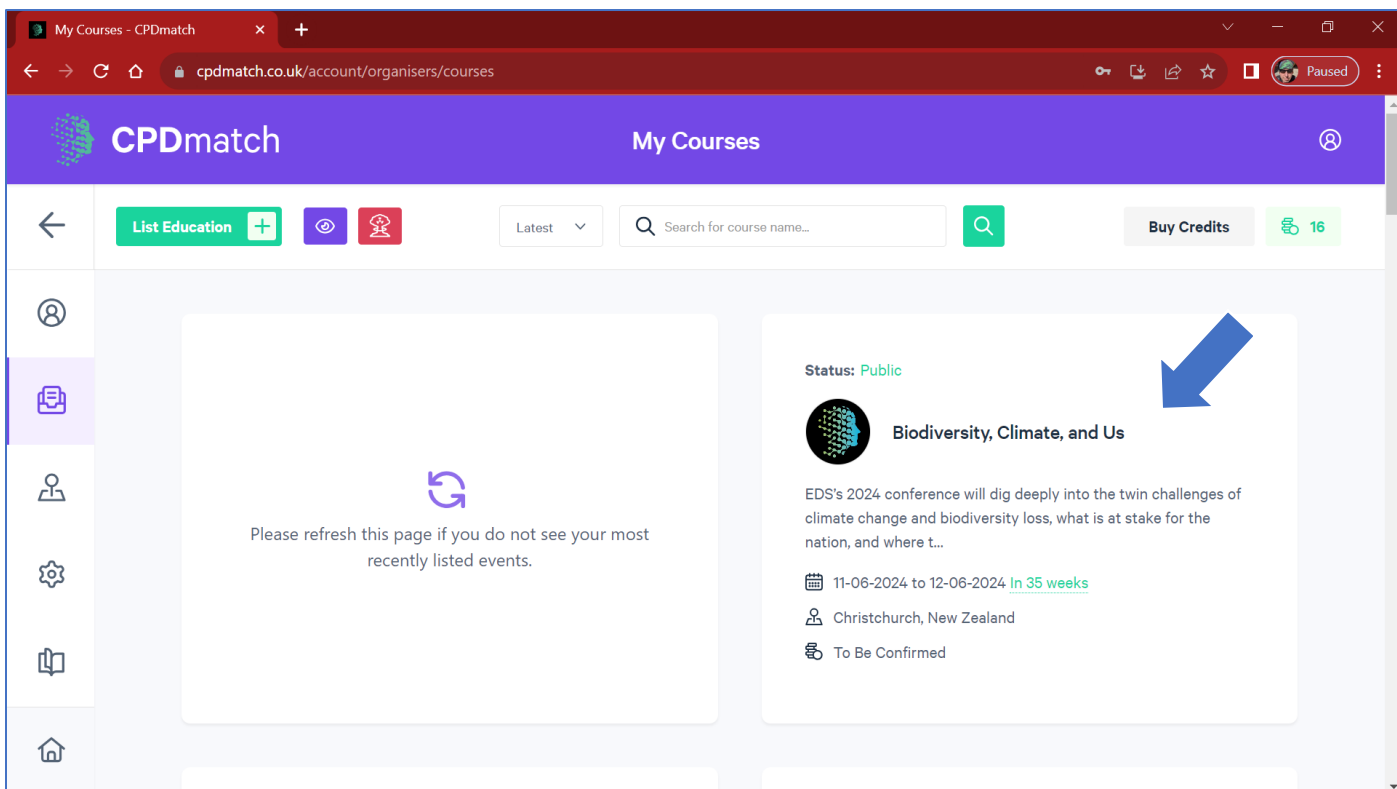 My Courses - CPDmatch
cpdmatch.co.uk/account/organisers/courses
Paused
CPDmatch
My Courses
List Education
Latest
Search for course name...
Buy Credits
16
Please refresh this page if you do not see your most
recently listed events.
Status: Public
Biodiversity, Climate, and Us
EDS's 2024 conference will dig deeply into the twin challenges of
climate change and biodiversity loss, what is at stake for the
nation, and where t...
11-06-2024 to 12-06-2024 In 35 weeks
Christchurch, New Zealand
To Be Confirmed